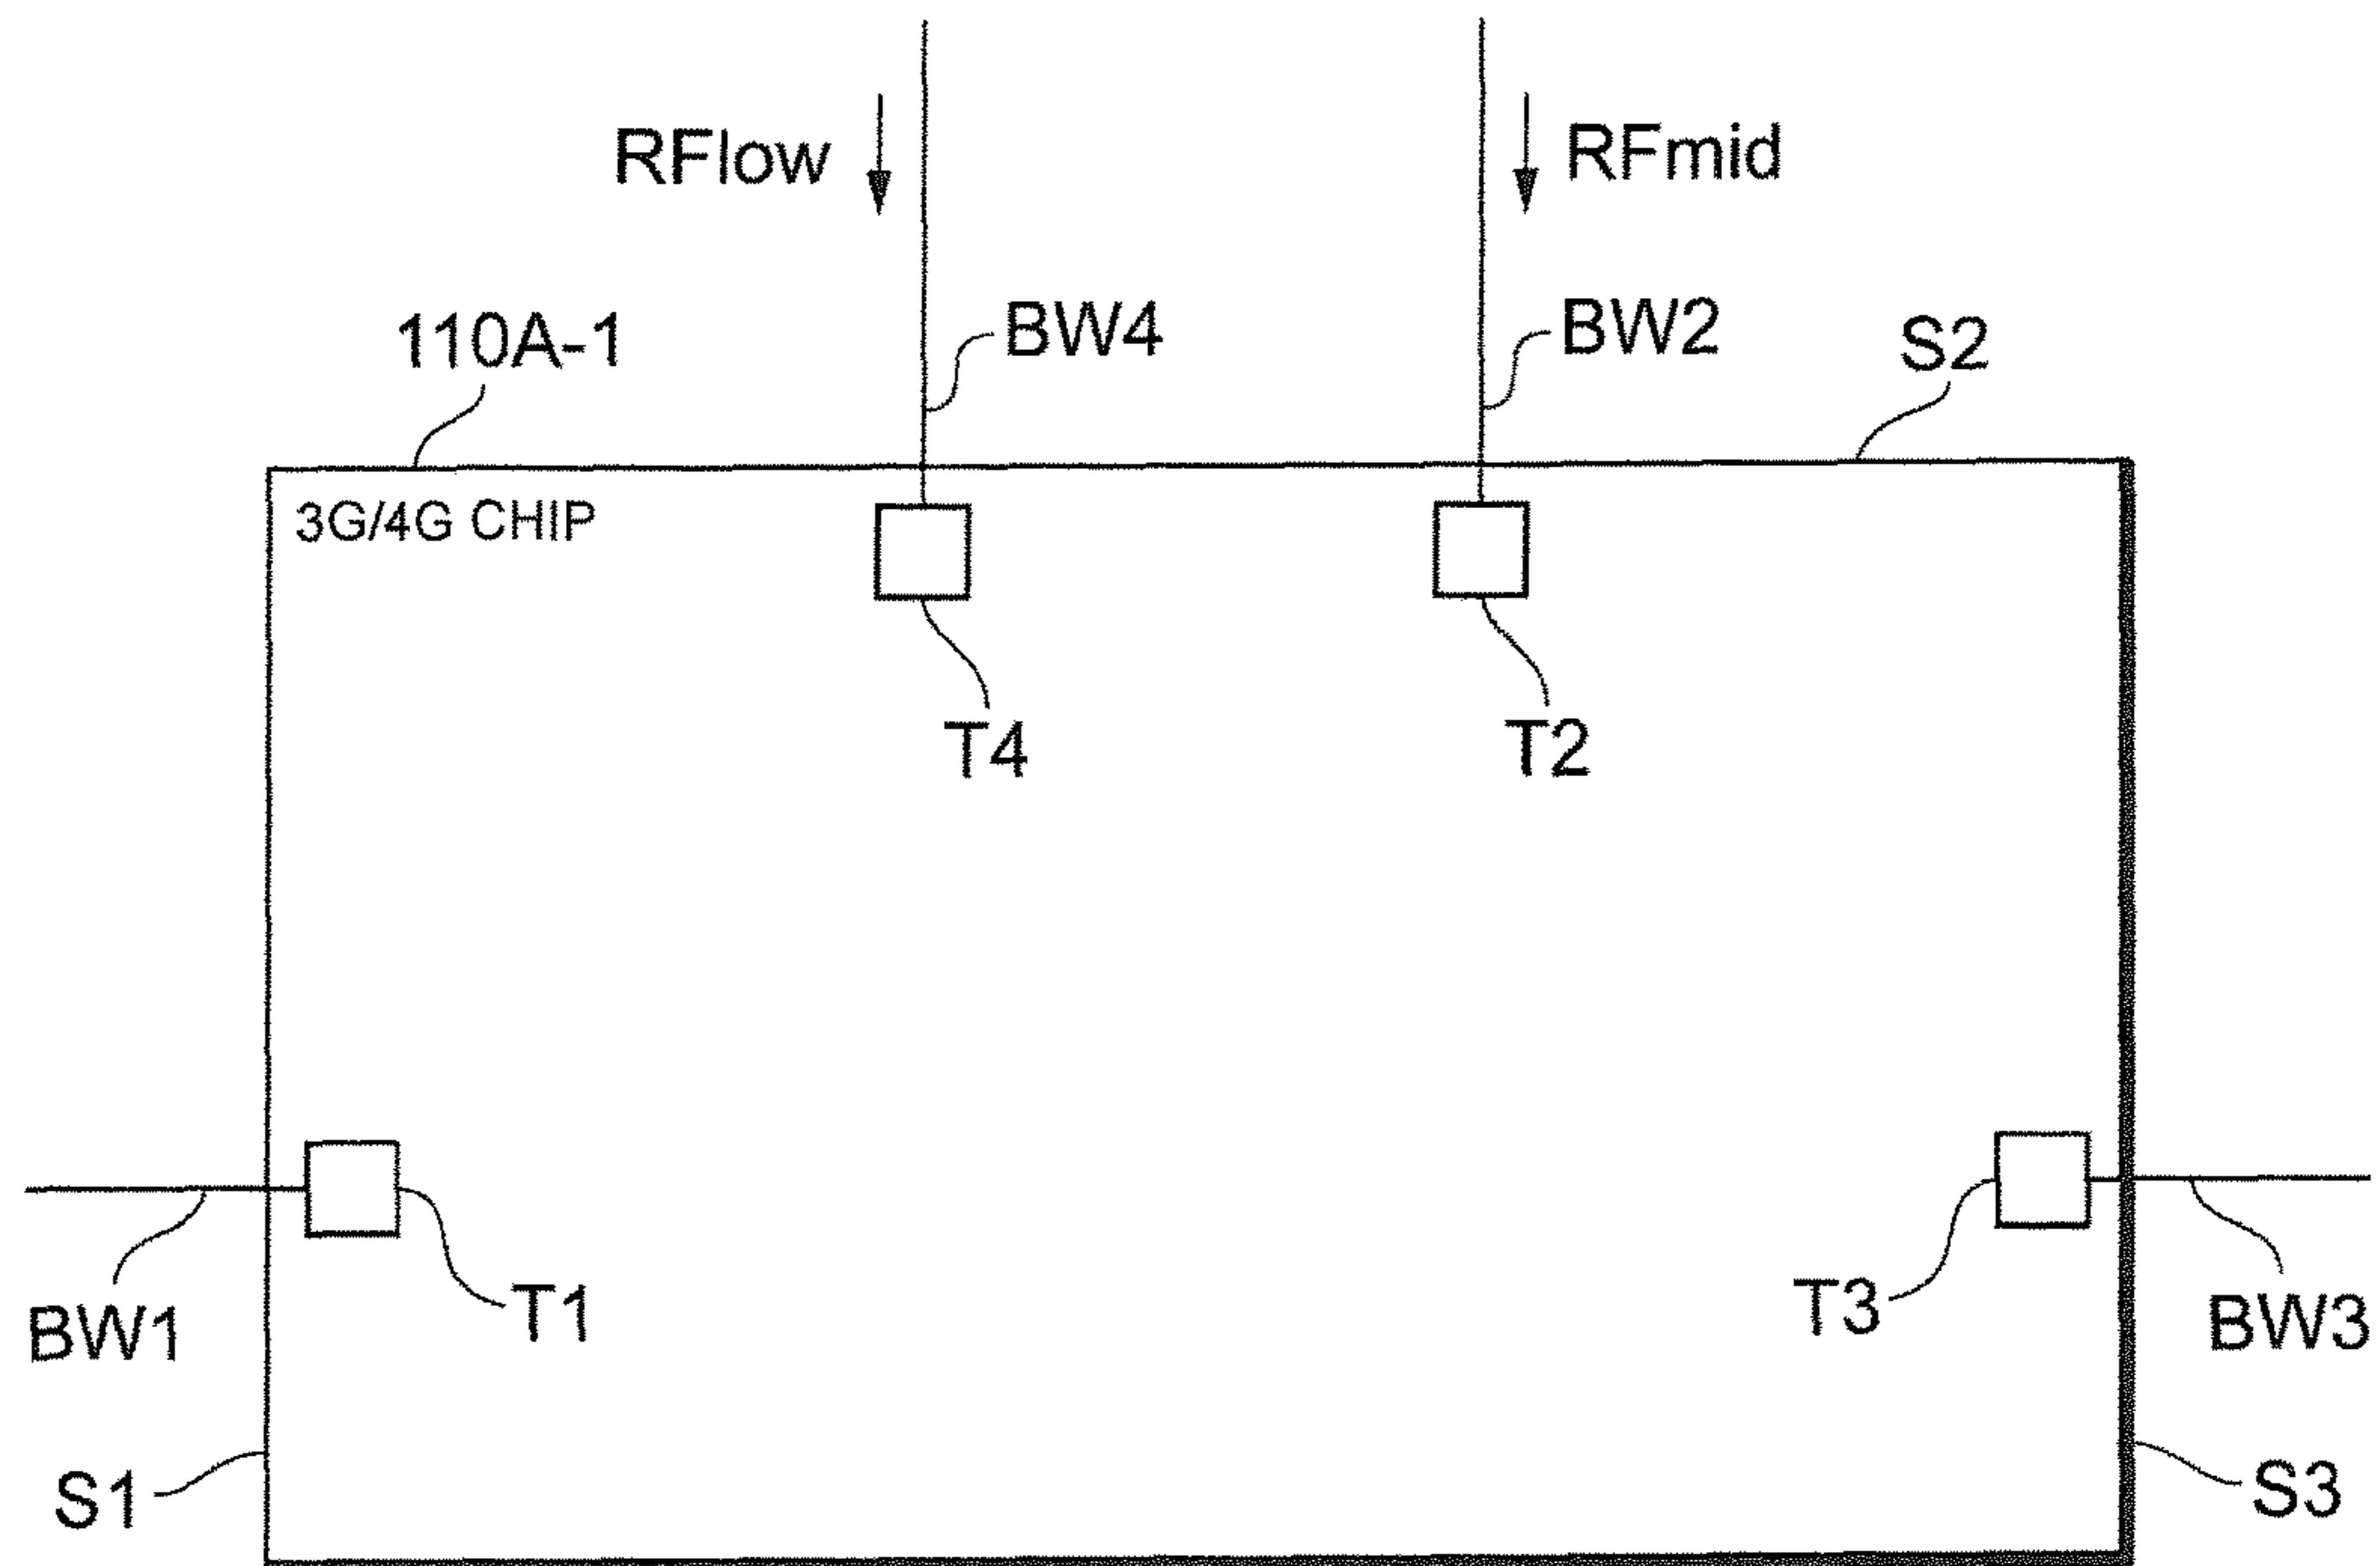 RFlow
RFmid
110A-1
BW4
BW2
S2
3G/4G CHIP
T4
T2
T1
T3
BW1
BW3
S1
S3